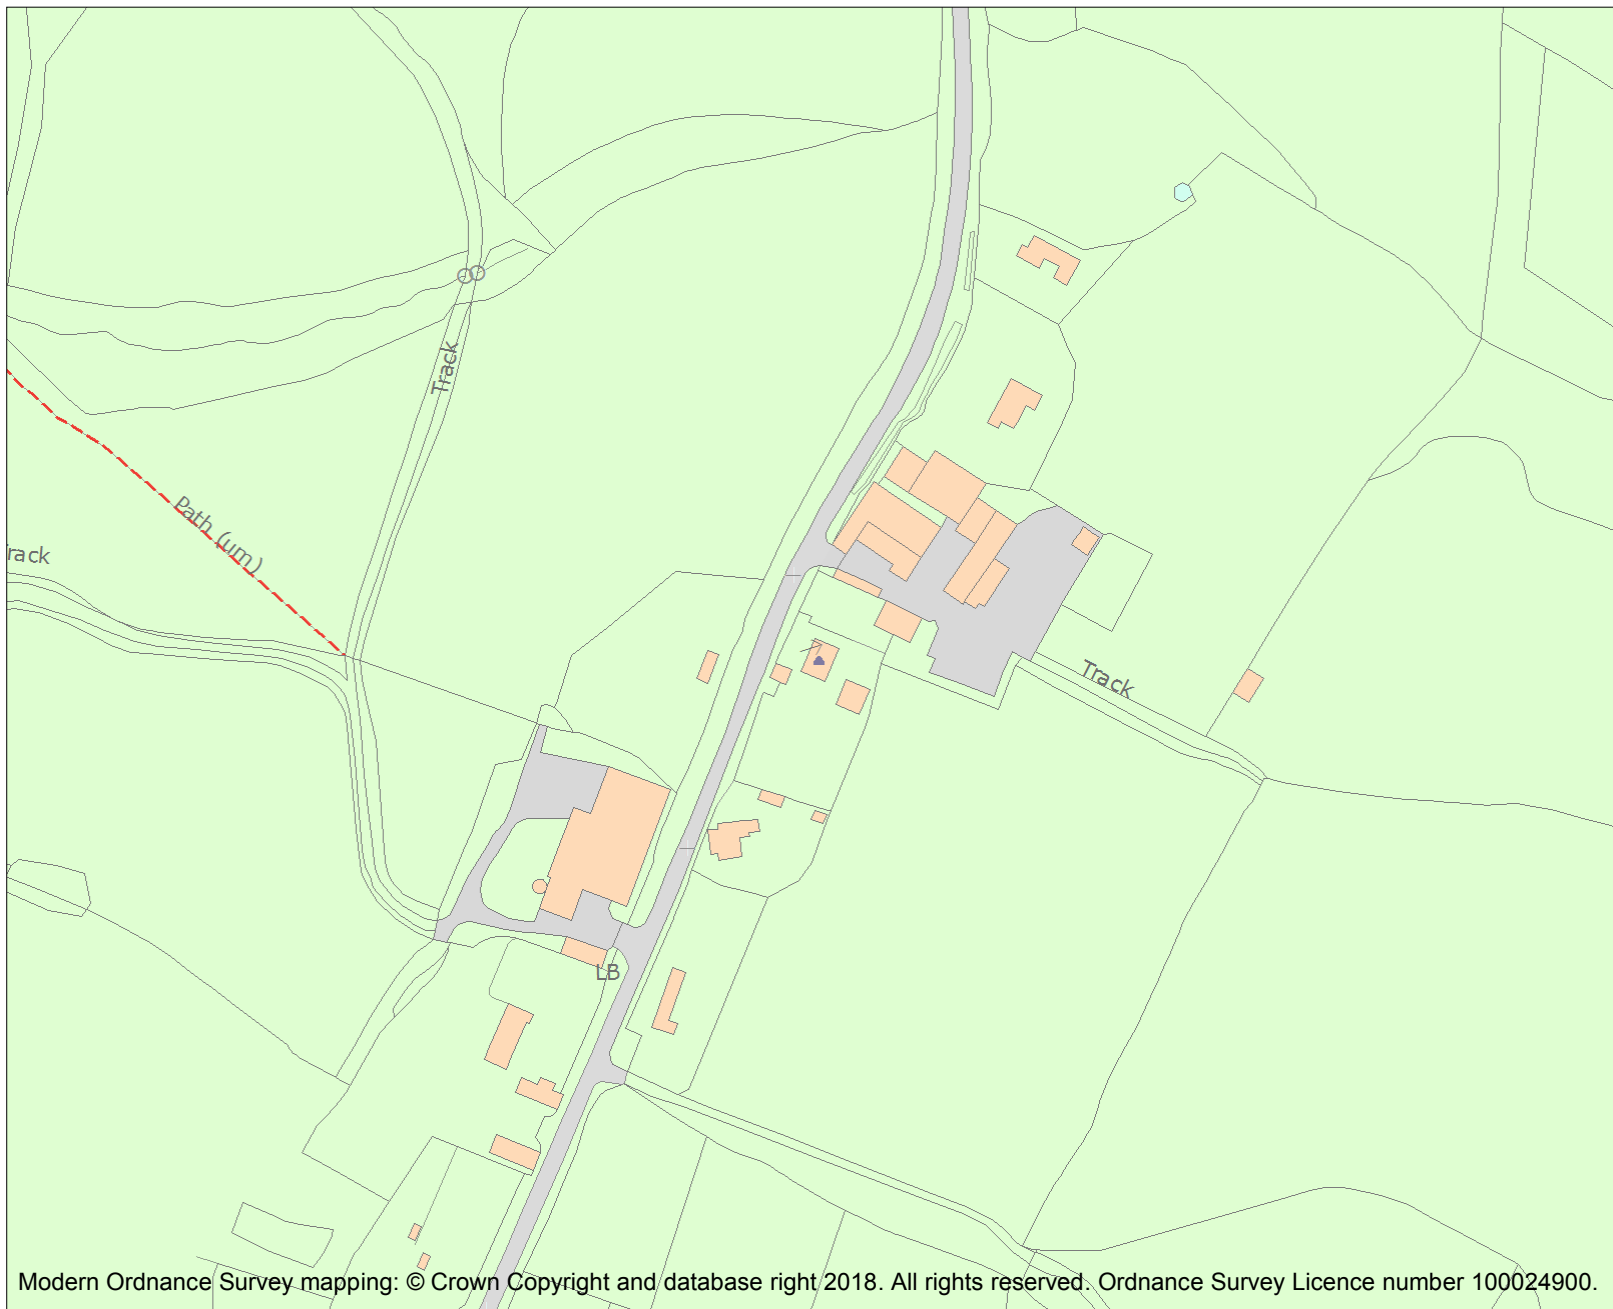 Track
Path (um)
rack
Track
LB
Modern Ordnance Survey mapping: © Crown Copyright and database right 2018. All rights reserved. Ordnance Survey Licence number 100024900.